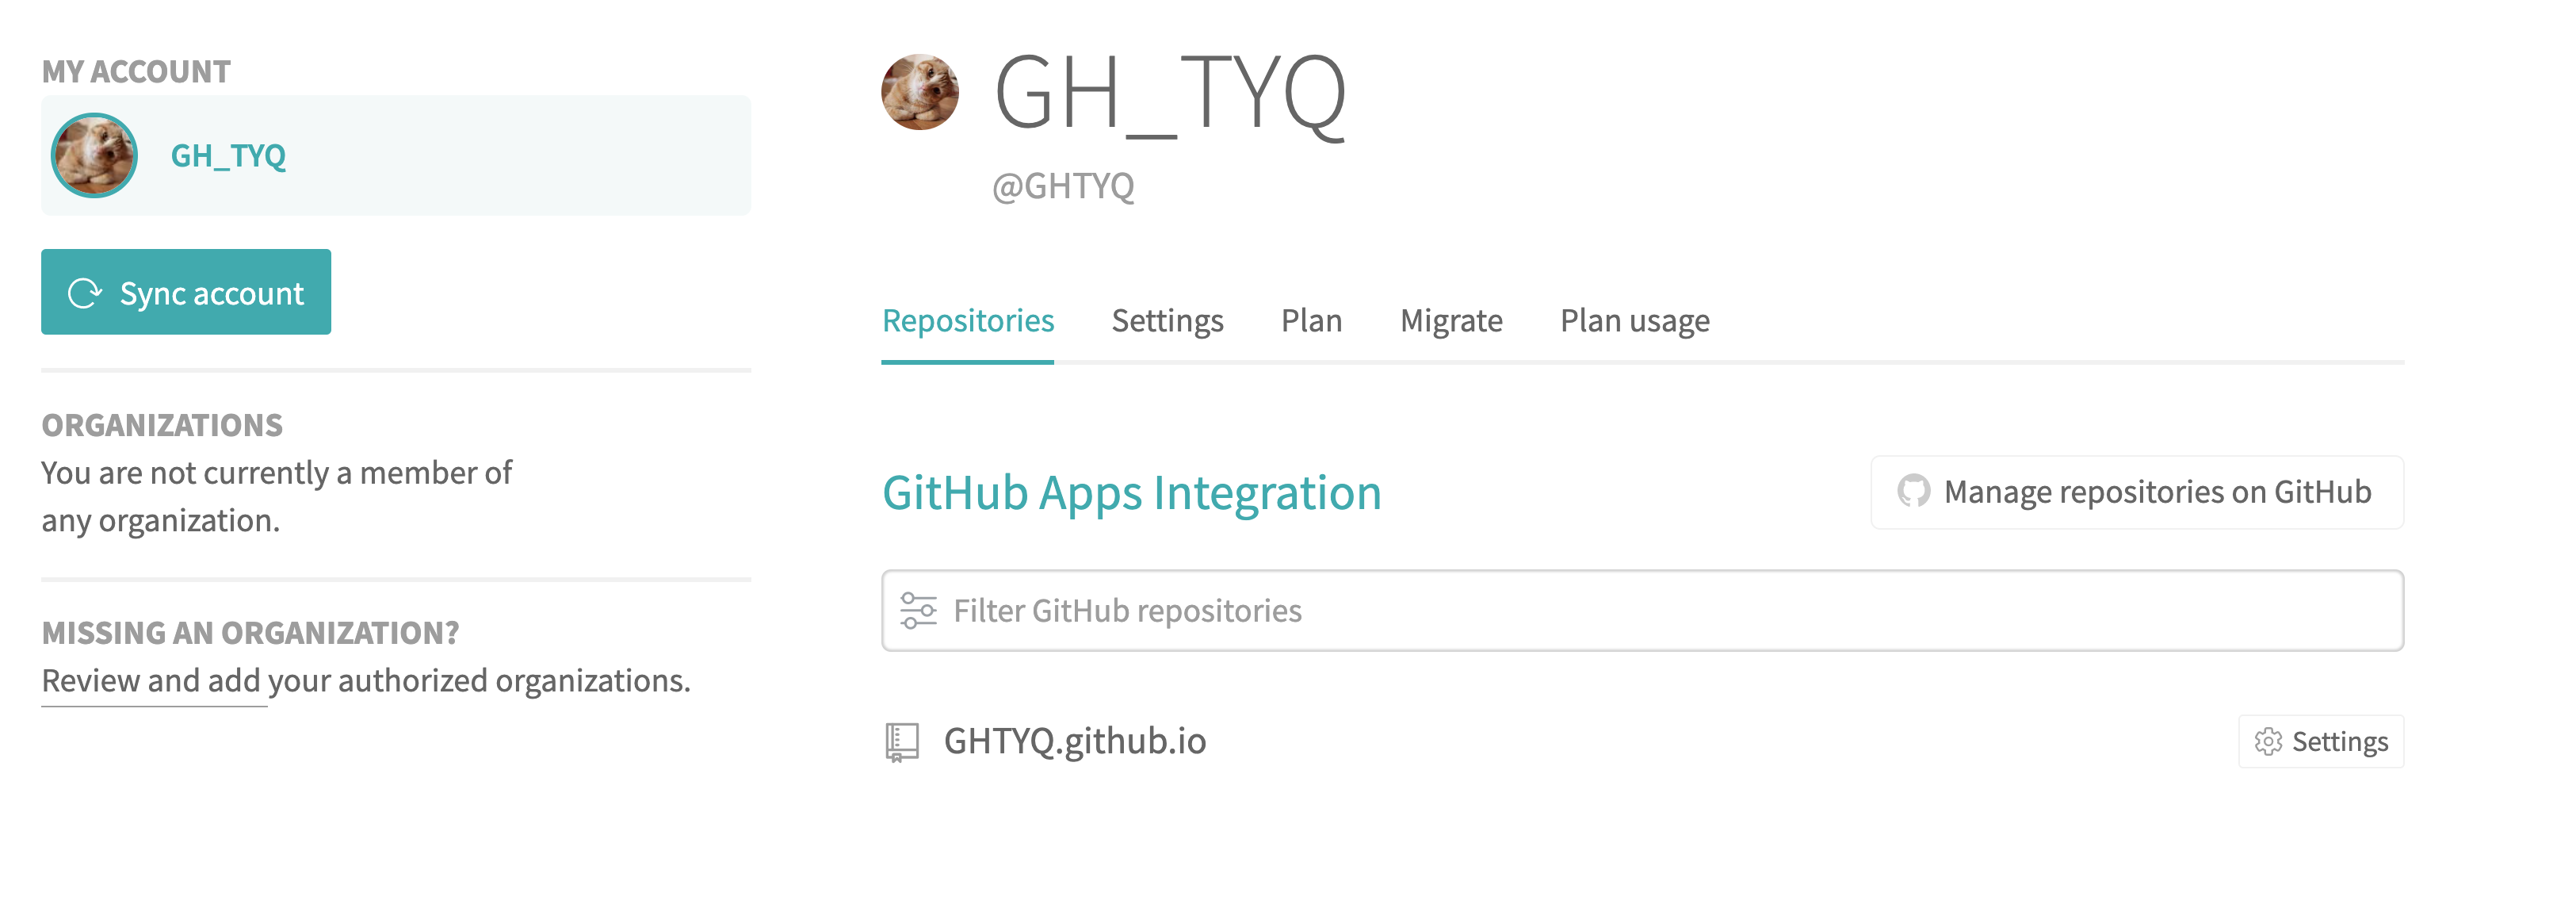 MY ACCOUNT
GH_TYQ
Sync account
ORGANIZATIONS
You are not currently a member of
any organization.
MISSING AN ORGANIZATION?
Review and add your authorized organizations.
GH_TYQ
@GHTYQ
Repositories Settings Plan Migrate Plan usage
GitHub Apps Integration
Manage repositories on GitHub
Filter GitHub repositories
GHTYQ.github.io
Settings